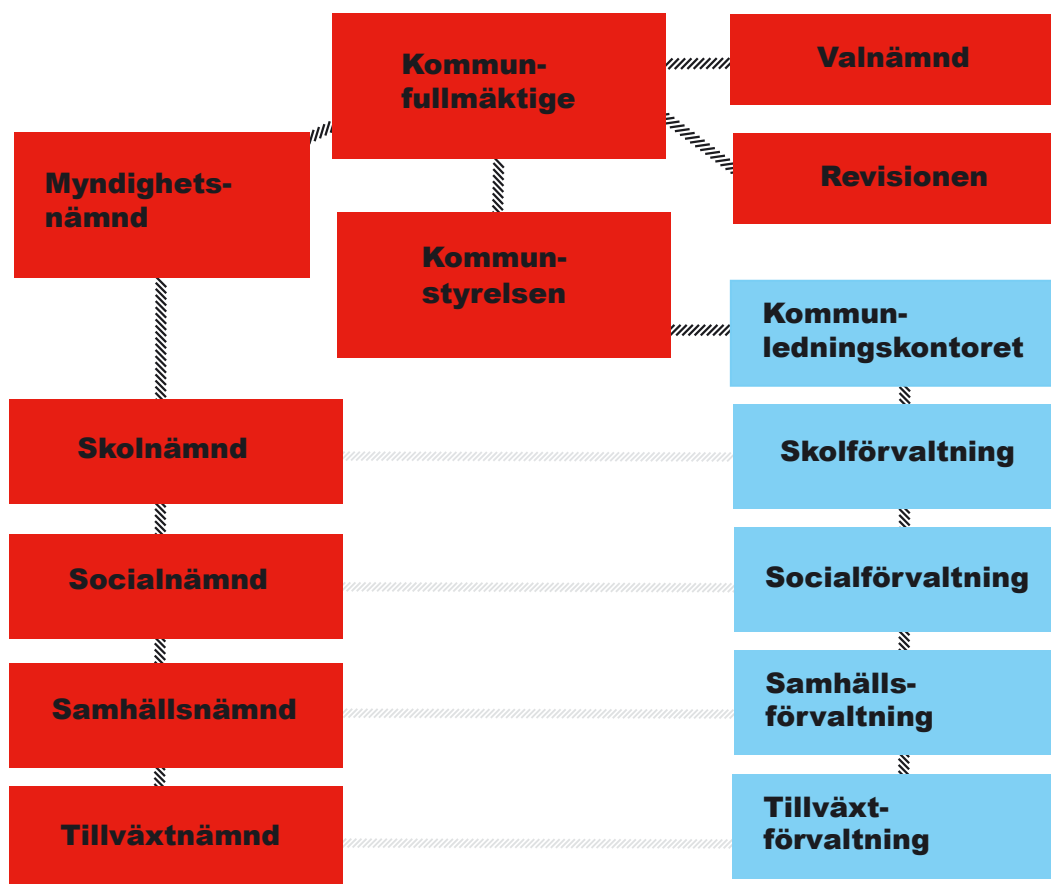 Kommun-
fullmäktige
Valnämnd
Myndighets-
nämnd
Revisionen
Kommun-
styrelsen
Kommun-
ledningskontoret
Skolnämnd
Skolförvaltning
Socialnämnd
Socialförvaltning
Samhällsnämnd
Samhälls-
förvaltning
Tillväxtnämnd
Tillväxt-
förvaltning